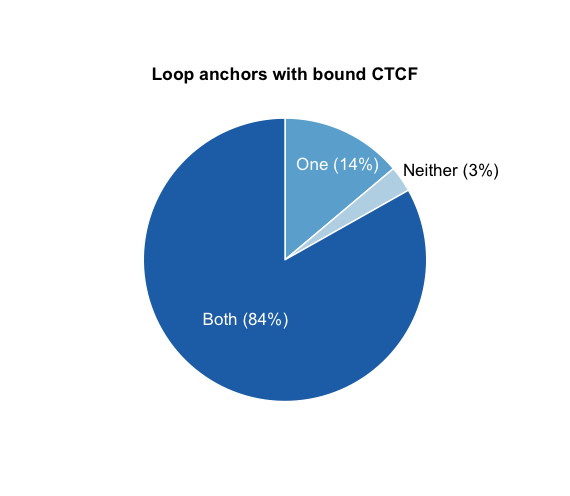 Loop anchors with bound CTCF
One (14%)
Neither (3%)
Both (84%)